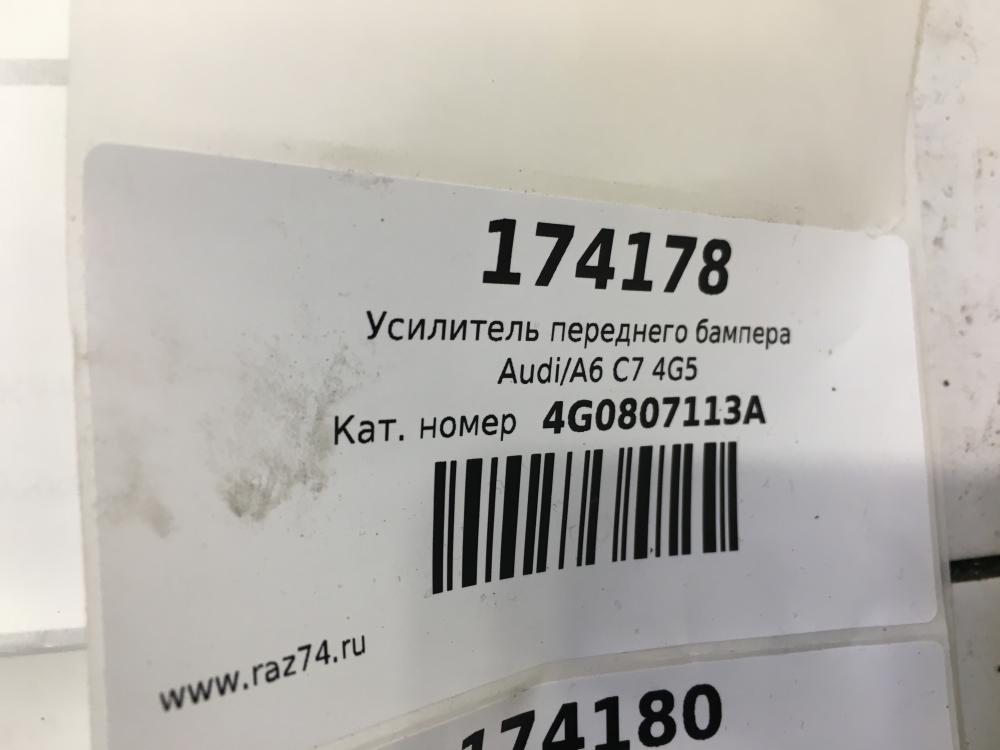 174178
Усилитель переднего бампера
Audi/A6 C7 4G5
Кат. номер 4G0807113A
www.raz74.ru
174180